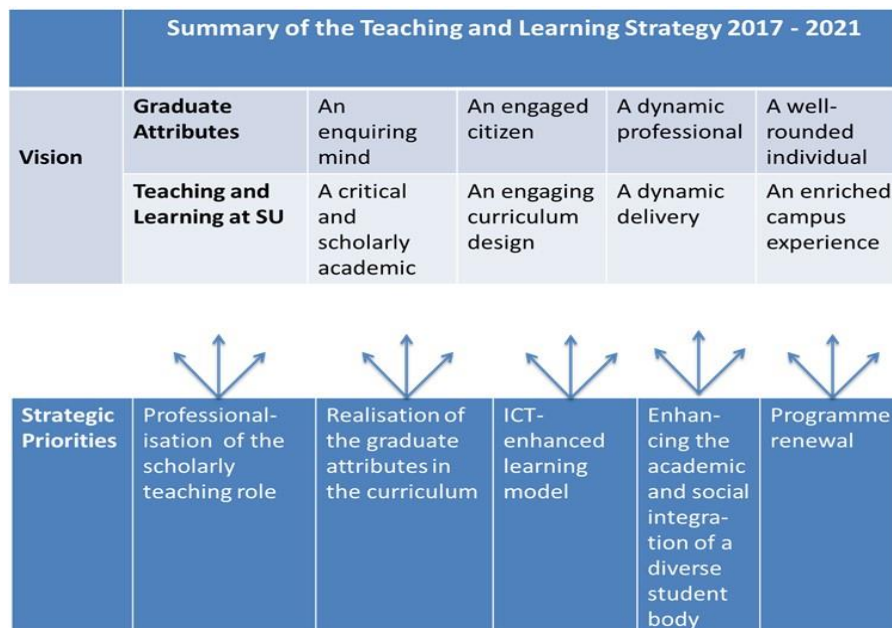 Summary of the Teaching and Learning Strategy 2017 - 2021
Vision
Graduate
Attributes
An
enquiring
mind
An engaged
citizen
A dynamic
professional
A well-
rounded
individual
Teaching and
Learning at SU
A critical
and
scholarly
academic
An engaging
curriculum
design
A dynamic
delivery
An enriched
campus
experience
Strategic
Priorities
Professional-
isation of the
scholarly
teaching role
Realisation of
the graduate
attributes in
the curriculum
ICT-
enhanced
learning
model
Enhan-
cing the
academic
and social
integra-
tion of a
diverse
student
body
Programme
renewal